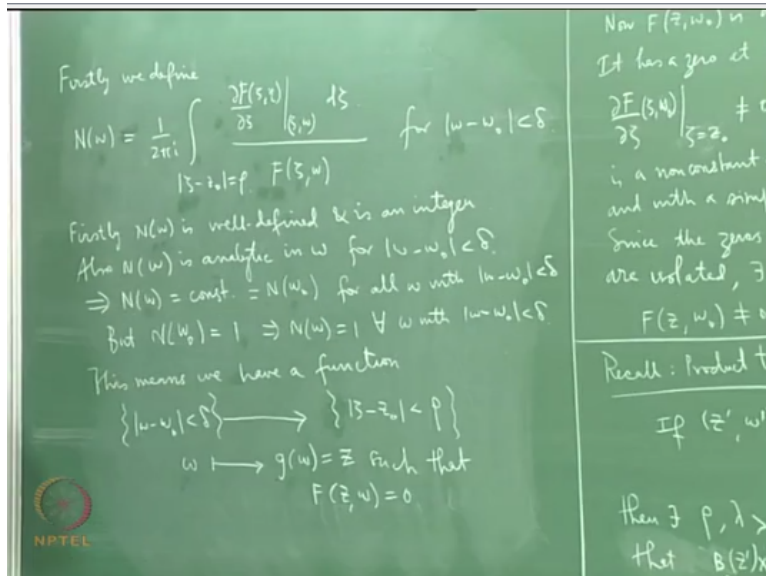 Firstly we define
N(w) = 1/2πi ∫_{|ζ-z₀|=ρ} ∂F(ζ,z)/∂ζ |_(ζ,w) dζ / F(ζ,w) for |w-w₀|<δ.
Firstly N(w) is well-defined & is an integer
Also N(w) is analytic in w for |w-w₀|<δ.
⇒ N(w) = const. = N(w₀) for all w with |w-w₀|<δ
But N(w₀) = 1 ⇒ N(w)=1 ∀ w with |w-w₀|<δ.
This means we have a function
{|w-w₀|<δ} ⟶ {|ζ-z₀|<ρ}
w ⟼ g(w)=z such that
F(z,w)=0
NPTEL
Now F(z,w₀) is
It has a zero at
∂F/∂ζ (ζ,w₀)|_{ζ=z₀} ≠
is a nonconstant
and with a
Since the zeros
are isolated, ∃
F(z,w₀) ≠
Recall: Product
If (z', w'
then ∃ ρ, λ >
that B(z')x